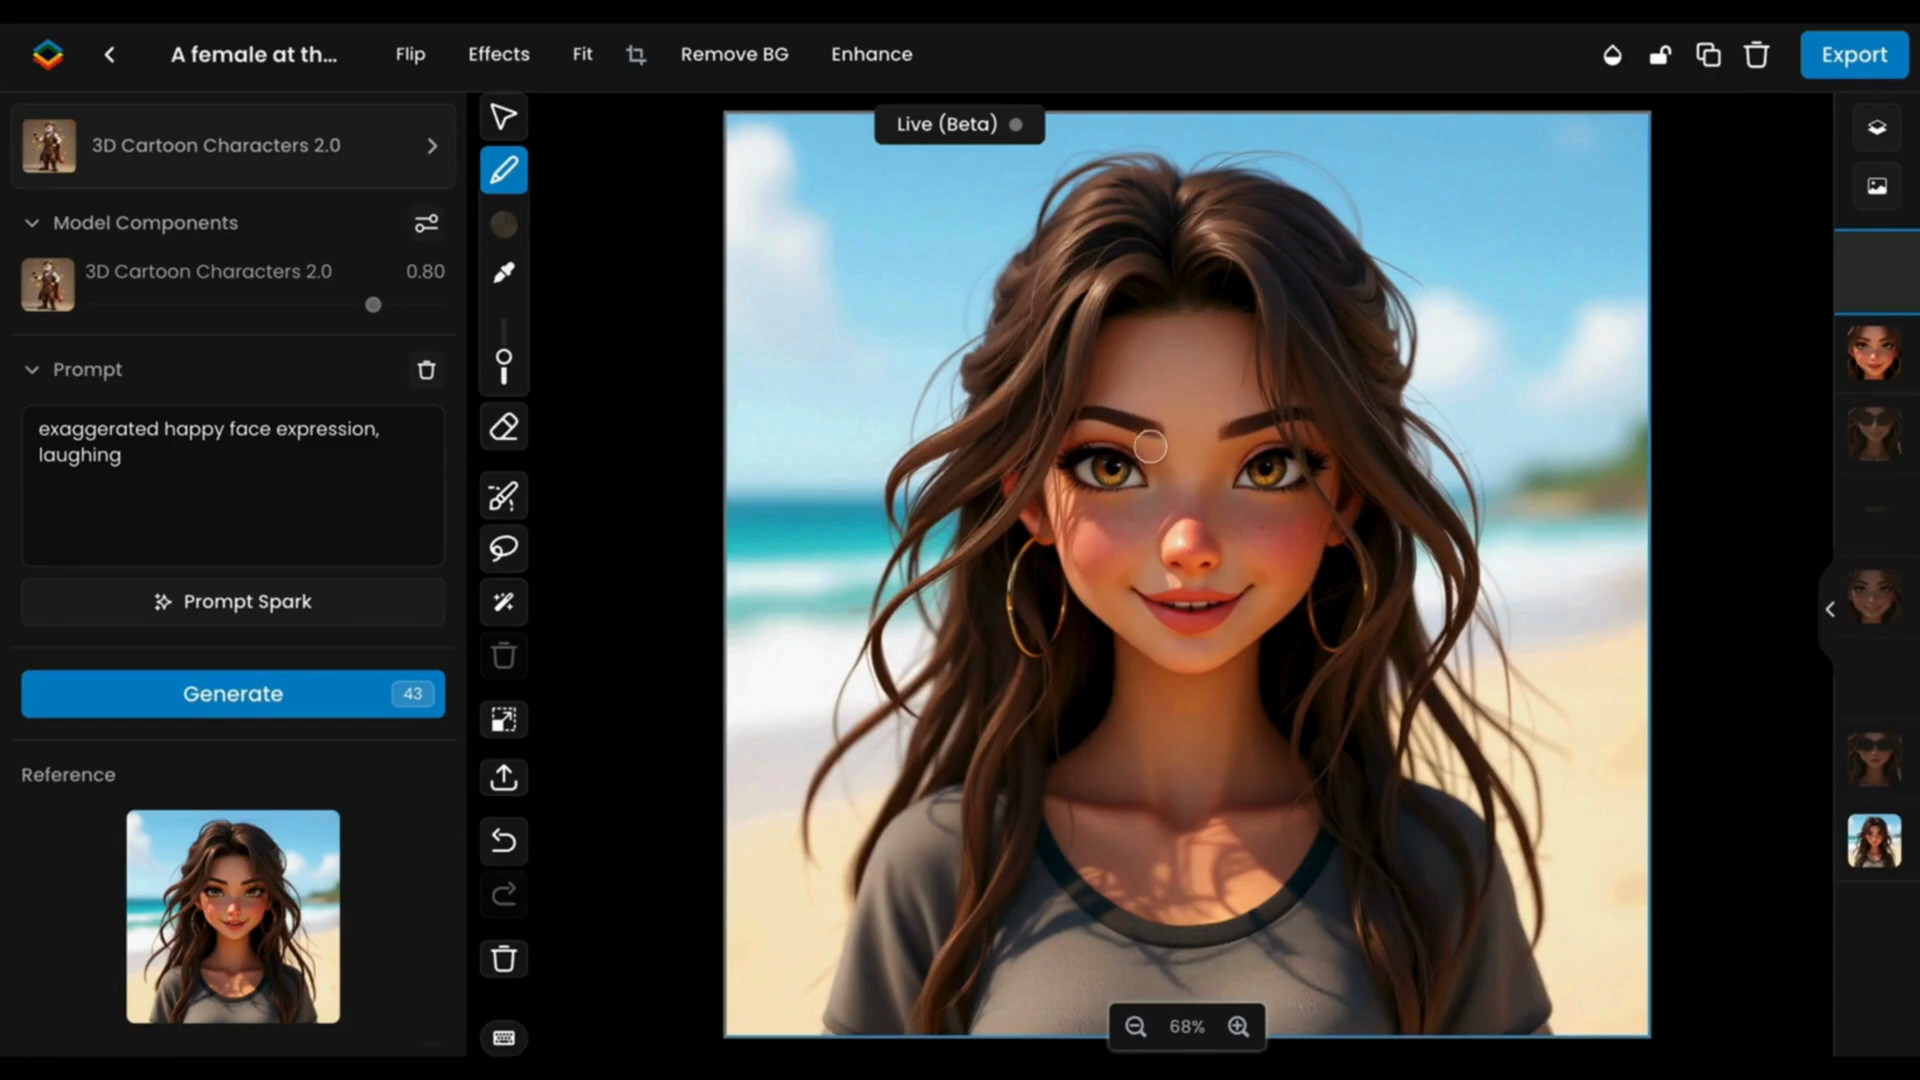 A female at th...
Flip
Effects
Fit
Remove BG
Enhance
Export
3D Cartoon Characters 2.0
Model Components
3D Cartoon Characters 2.0
0.80
Prompt
exaggerated happy face expression,
laughing
Prompt Spark
Generate
43
Reference
Live (Beta)
68%